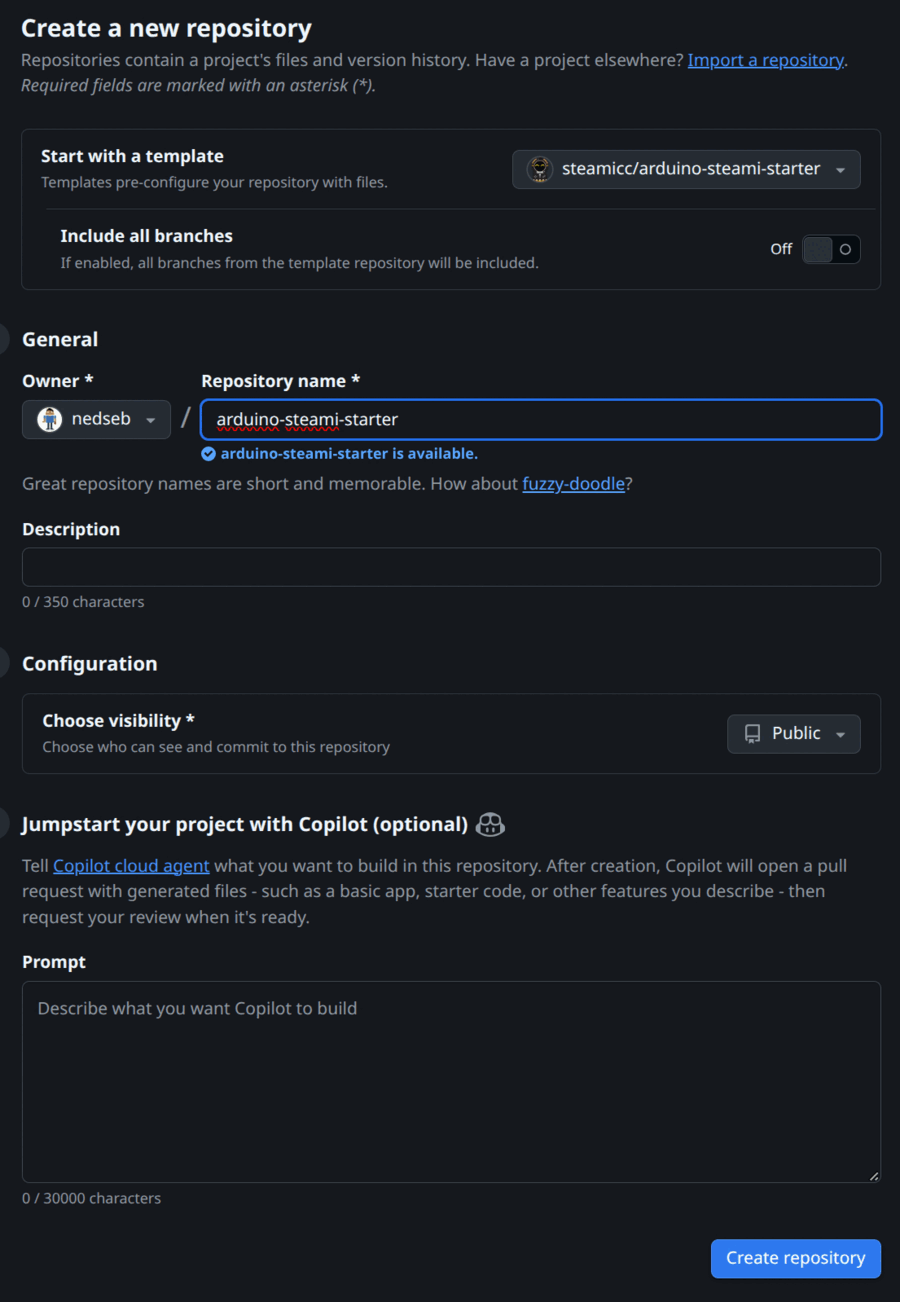 Create a new repository
Repositories contain a project's files and version history. Have a project elsewhere? Import a repository.
Required fields are marked with an asterisk (*).
Start with a template
Templates pre-configure your repository with files.
steamicc/arduino-steami-starter
Include all branches
If enabled, all branches from the template repository will be included.
Off
General
Owner *
Repository name *
nedseb
/
arduino-steami-starter
arduino-steami-starter is available.
Great repository names are short and memorable. How about fuzzy-doodle?
Description
0 / 350 characters
Configuration
Choose visibility *
Choose who can see and commit to this repository
Public
Jumpstart your project with Copilot (optional)
Tell Copilot cloud agent what you want to build in this repository. After creation, Copilot will open a pull
request with generated files - such as a basic app, starter code, or other features you describe - then
request your review when it's ready.
Prompt
Describe what you want Copilot to build
0 / 30000 characters
Create repository